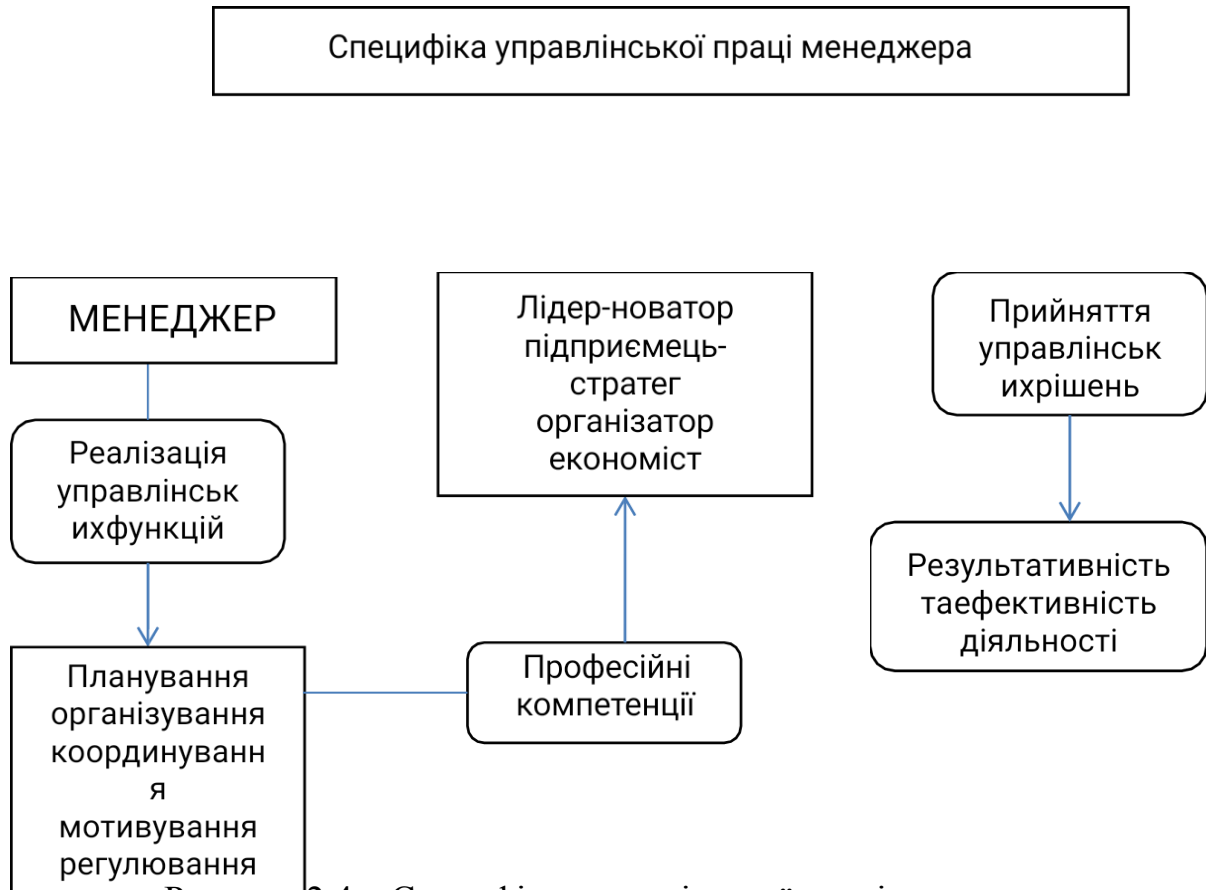 Специфіка управлінської праці менеджера
МЕНЕДЖЕР
Реалізація
управлінськ
ихфункцій
Планування
організування
координуванн
я
мотивування
регулювання
Професійні
компетенції
Лідер-новатор
підприємець-
стратег
організатор
економіст
Прийняття
управлінськ
ихрішень
Результативність
таефективність
діяльності